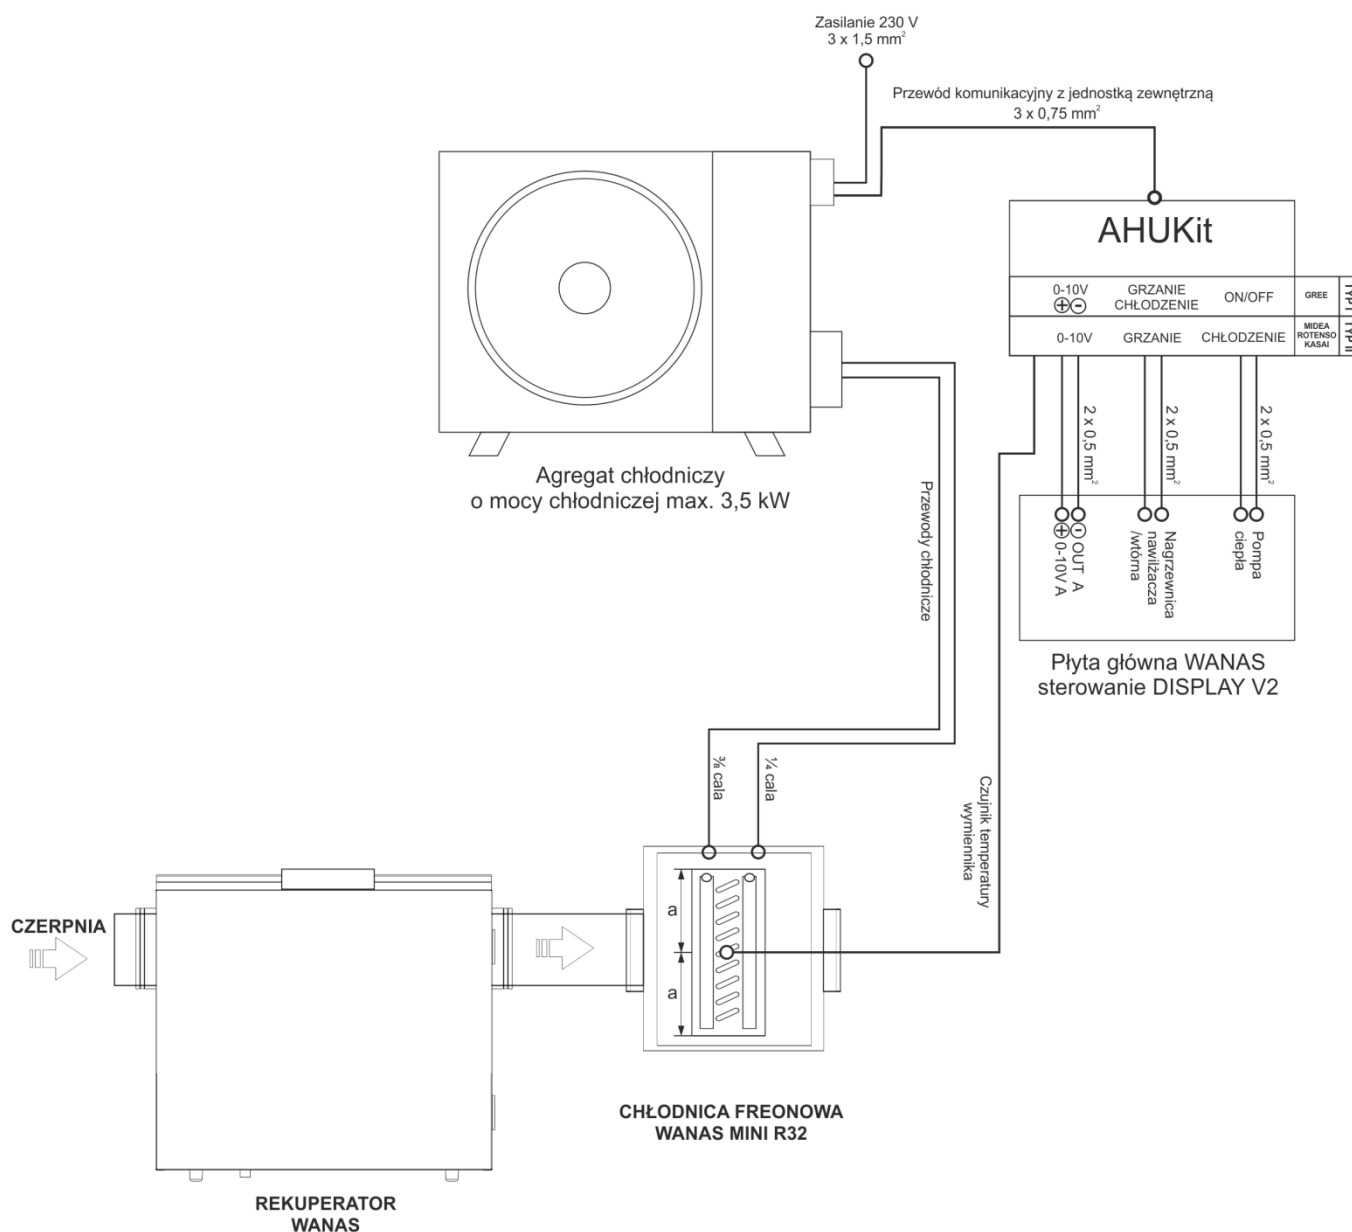 Zasilanie 230 V
3 x 1,5 mm²
Przewód komunikacyjny z jednostką zewnętrzną
3 x 0,75 mm²
AHUKit
0-10V
+ -
GRZANIE
CHŁODZENIE
ON/OFF
GREE
TYP I
0-10V
GRZANIE
CHŁODZENIE
MIDEA
ROTENSO
KASAI
TYP II
2 x 0,5 mm²
2 x 0,5 mm²
2 x 0,5 mm²
+ 0-10V A
- OUT A
Nagrzewnica
nawilżacza
/wtórna
Pompa
ciepła
Płyta główna WANAS
sterowanie DISPLAY V2
Agregat chłodniczy
o mocy chłodniczej max. 3,5 kW
Przewody chłodnicze
⅜ cala
¼ cala
Czujnik temperatury
wymiennika
CZERPNIA
a
a
CHŁODNICA FREONOWA
WANAS MINI R32
REKUPERATOR
WANAS